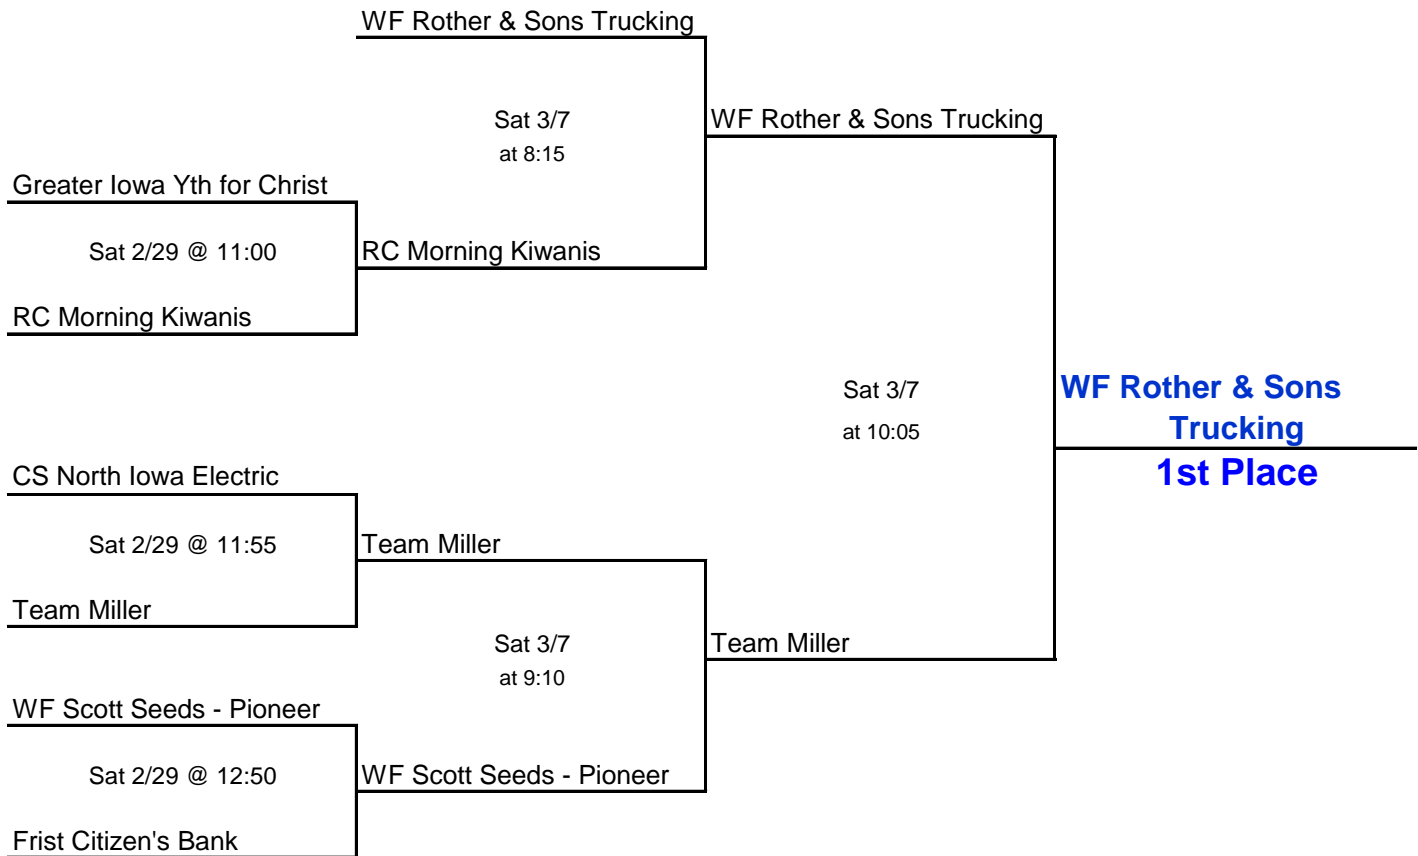 WF Rother & Sons Trucking
Sat 3/7
at 8:15
WF Rother & Sons Trucking
Greater Iowa Yth for Christ
Sat 2/29 @ 11:00
RC Morning Kiwanis
RC Morning Kiwanis
Sat 3/7
at 10:05
WF Rother & Sons
Trucking
1st Place
CS North Iowa Electric
Sat 2/29 @ 11:55
Team Miller
Team Miller
Sat 3/7
at 9:10
Team Miller
WF Scott Seeds - Pioneer
Sat 2/29 @ 12:50
WF Scott Seeds - Pioneer
Frist Citizen's Bank